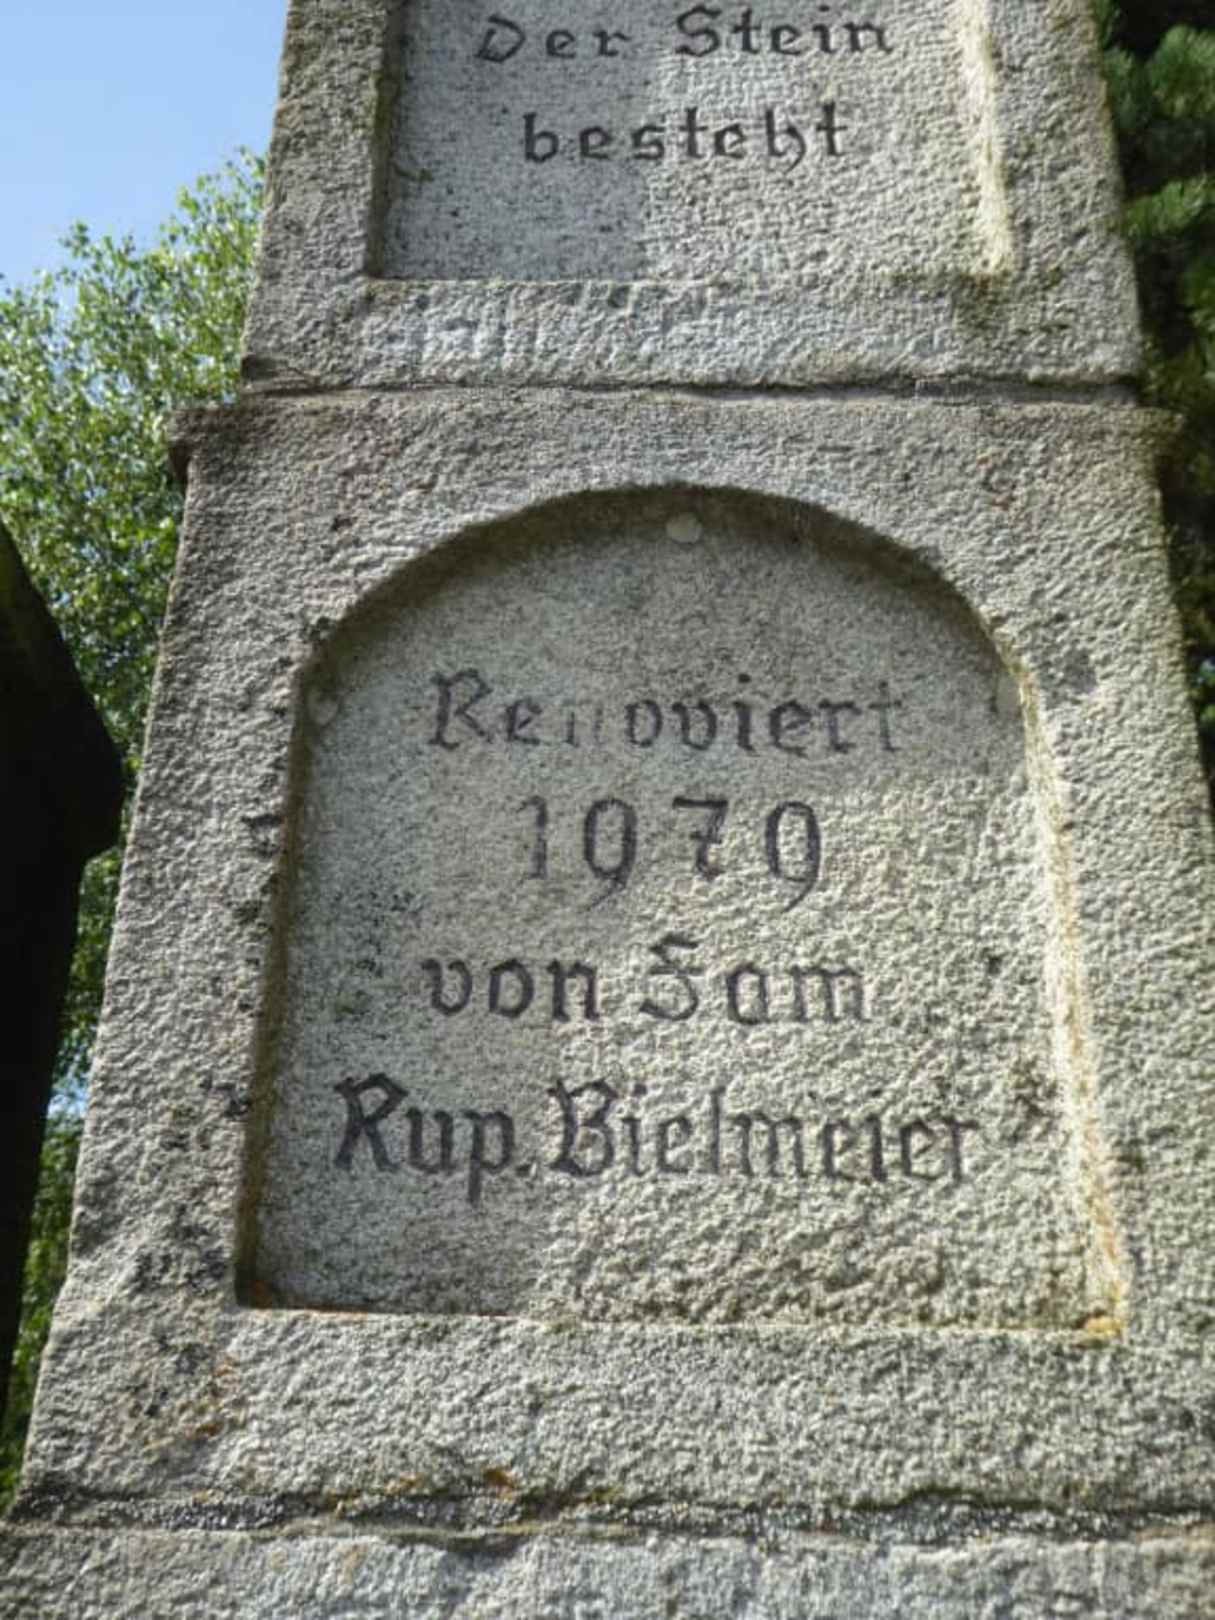 Der Stein
besteht
Renoviert
1979
von Fam
Rup. Bielmeier